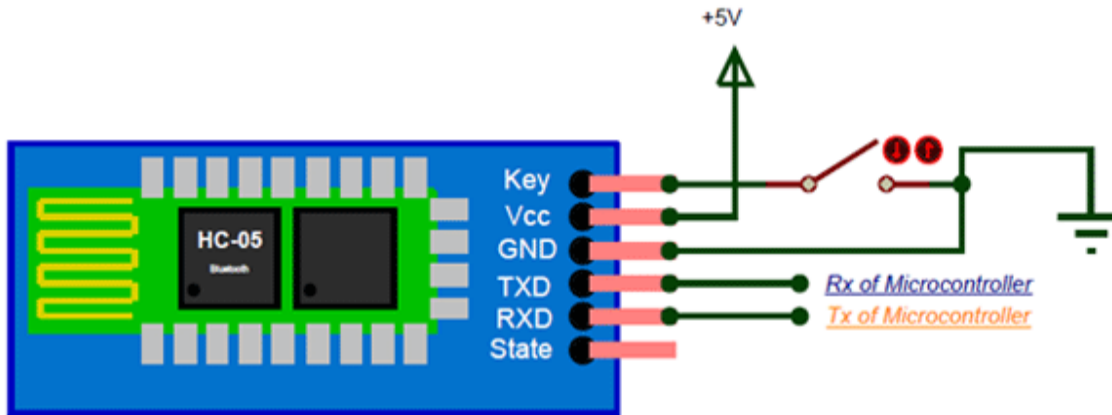 +5V
Key
Vcc
HC-05
Bluetooth
GND
TXD
Rx of Microcontroller
RXD
Tx of Microcontroller
State